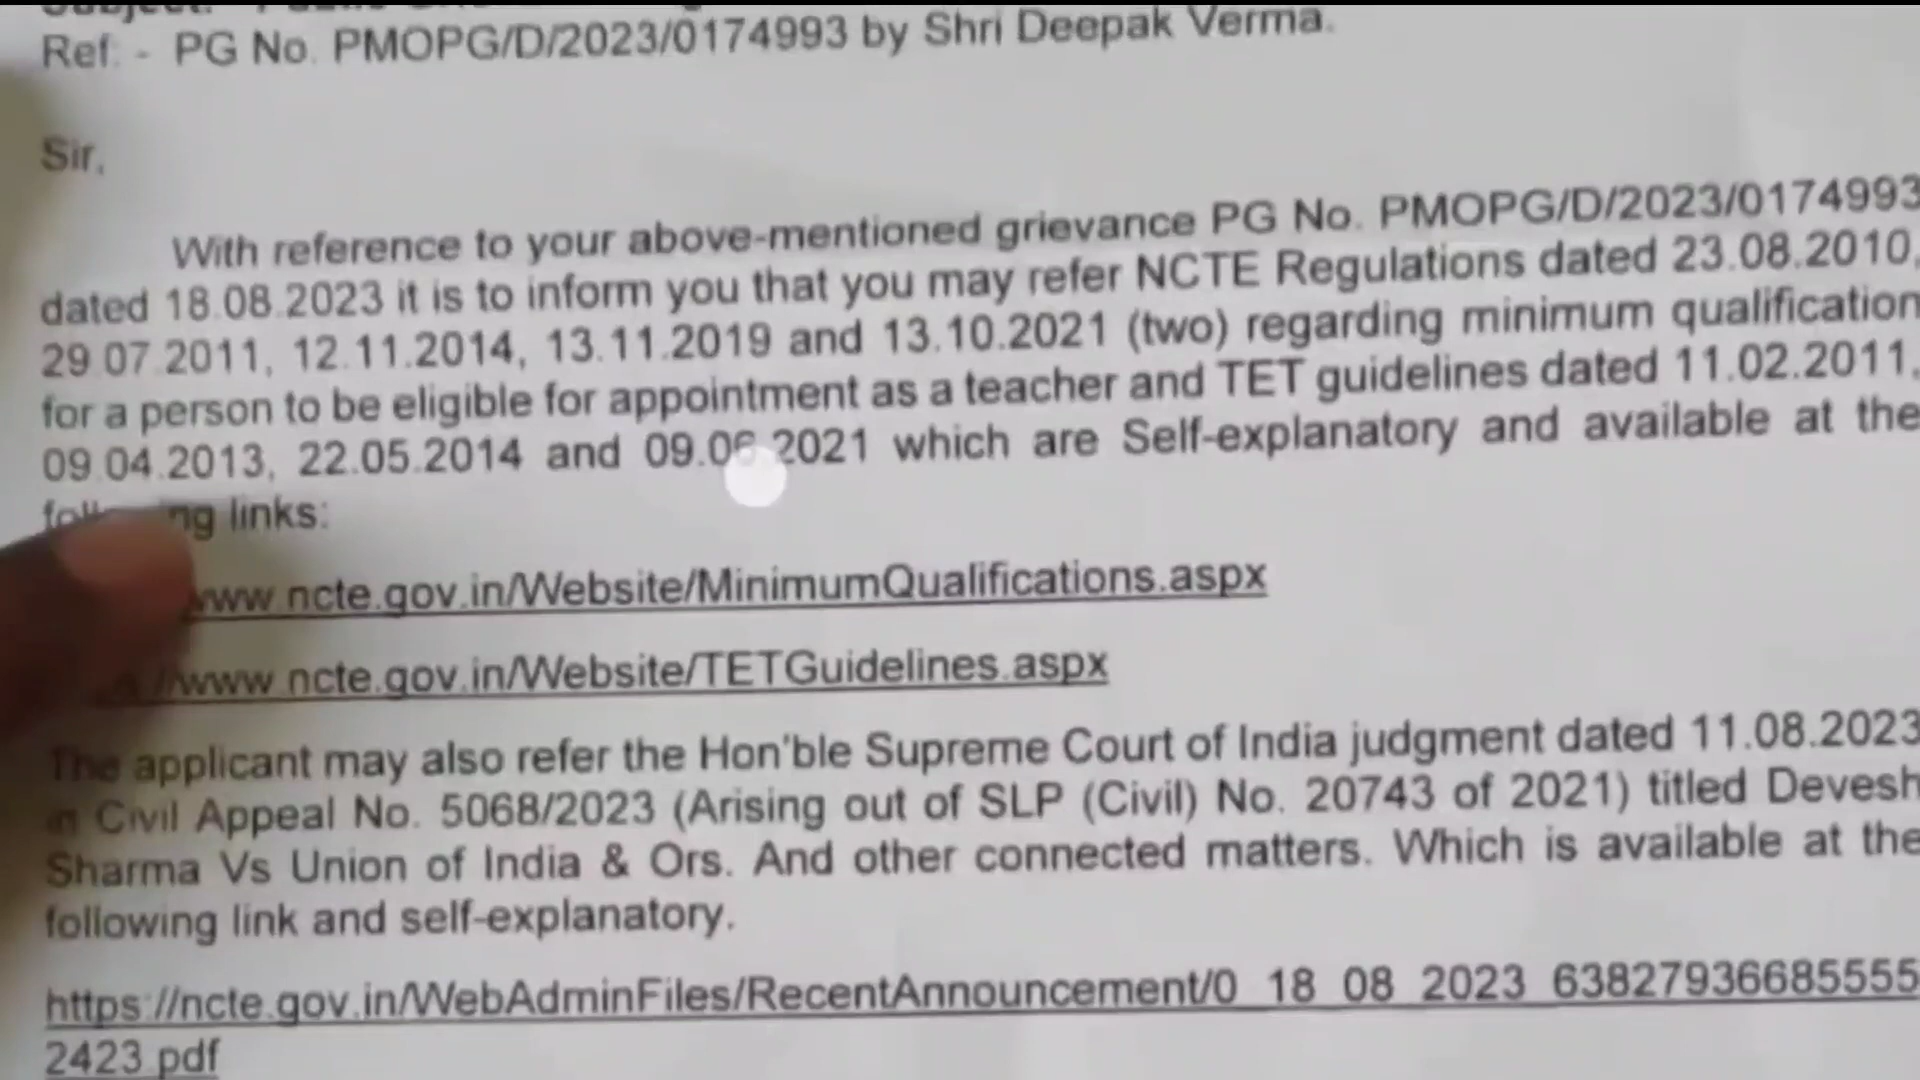 Subject:
Ref: - PG No. PMOPG/D/2023/0174993 by Shri Deepak Verma.
Sir,
With reference to your above-mentioned grievance PG No. PMOPG/D/2023/0174993
dated 18.08.2023 it is to inform you that you may refer NCTE Regulations dated 23.08.2010,
29.07.2011, 12.11.2014, 13.11.2019 and 13.10.2021 (two) regarding minimum qualification
for a person to be eligible for appointment as a teacher and TET guidelines dated 11.02.2011,
09.04.2013, 22.05.2014 and 09.06.2021 which are Self-explanatory and available at the
following links:
www.ncte.gov.in/Website/MinimumQualifications.aspx
//www.ncte.gov.in/Website/TETGuidelines.aspx
The applicant may also refer the Hon'ble Supreme Court of India judgment dated 11.08.2023
in Civil Appeal No. 5068/2023 (Arising out of SLP (Civil) No. 20743 of 2021) titled Devesh
Sharma Vs Union of India & Ors. And other connected matters. Which is available at the
following link and self-explanatory.
https://ncte.gov.in/WebAdminFiles/RecentAnnouncement/0_18_08_2023_63827936685555
2423.pdf